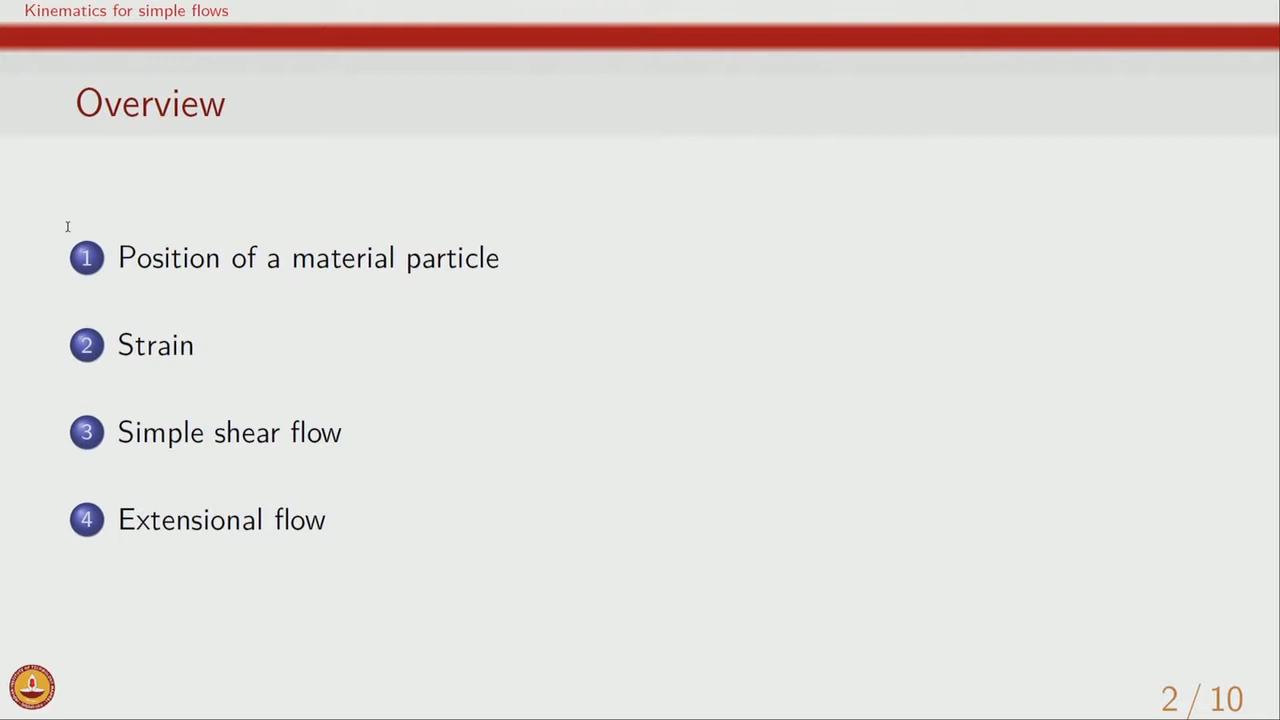 Kinematics for simple flows
Overview
1 Position of a material particle
2 Strain
3 Simple shear flow
4 Extensional flow
2 / 10